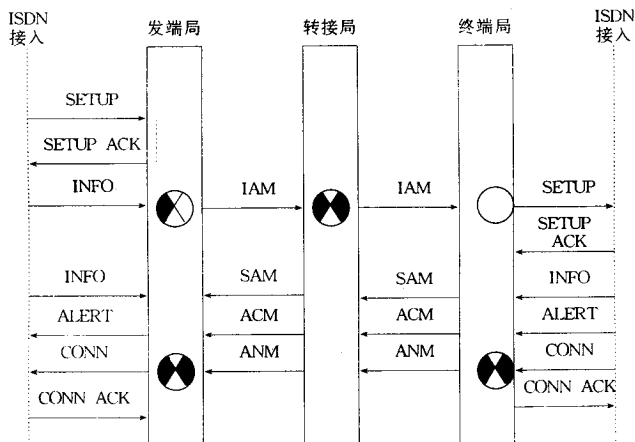 ISDN
接入
发端局
转接局
终端局
ISDN
接入
SETUP
SETUP ACK
INFO
IAM
IAM
SETUP
SETUP
ACK
INFO
SAM
SAM
INFO
ALERT
ACM
ACM
ALERT
CONN
ANM
ANM
CONN
CONN ACK
CONN ACK